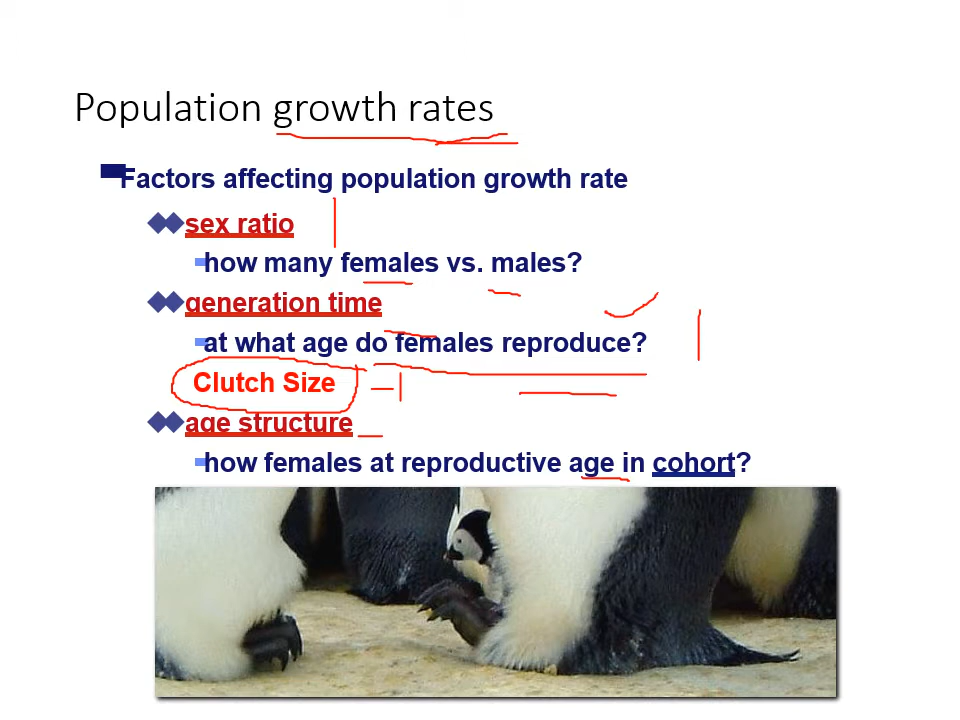 Population growth rates
Factors affecting population growth rate
sex ratio
how many females vs. males?
generation time
at what age do females reproduce?
Clutch Size
age structure
how females at reproductive age in cohort?